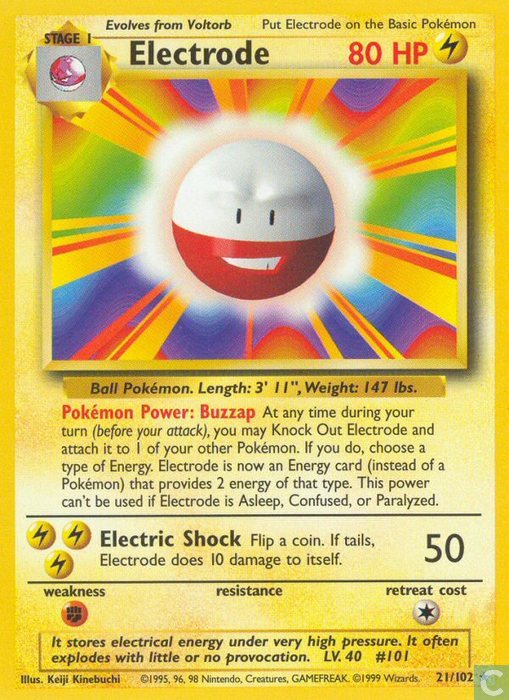 Evolves from Voltorb Put Electrode on the Basic Pokémon
STAGE 1
Electrode 80 HP
Ball Pokémon. Length: 3' 11", Weight: 147 lbs.
Pokémon Power: Buzzap At any time during your
turn (before your attack), you may Knock Out Electrode and
attach it to 1 of your other Pokémon. If you do, choose a
type of Energy. Electrode is now an Energy card (instead of a
Pokémon) that provides 2 energy of that type. This power
can't be used if Electrode is Asleep, Confused, or Paralyzed.
Electric Shock Flip a coin. If tails,
Electrode does 10 damage to itself.
50
weakness resistance retreat cost
It stores electrical energy under very high pressure. It often
explodes with little or no provocation. LV. 40 #101
Illus. Keiji Kinebuchi ©1995, 96, 98 Nintendo, Creatures, GAMEFREAK. ©1999 Wizards. 21/102 ★
C